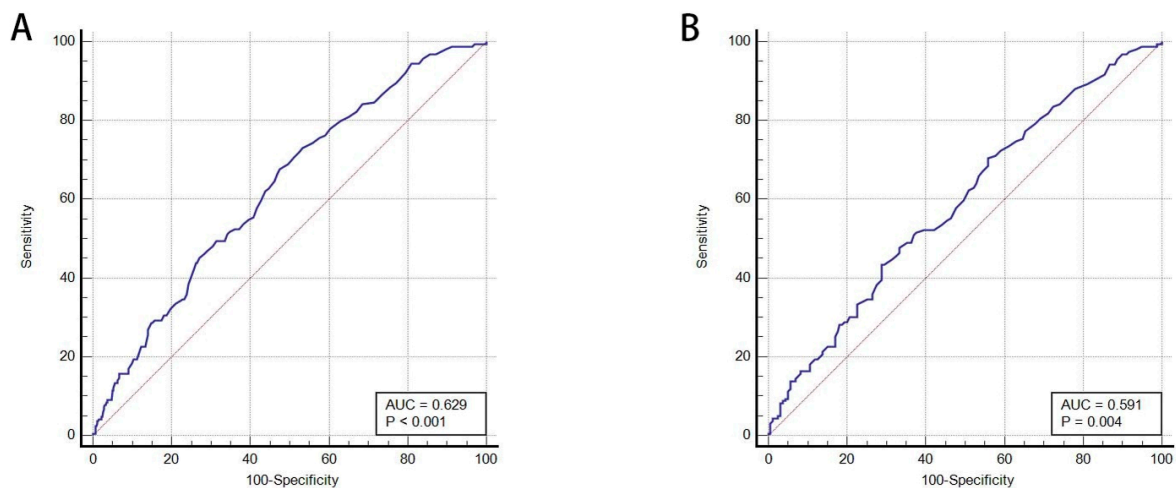 A
100
80
60
40
20
0
Sensitivity
AUC = 0.629
P < 0.001
0 20 40 60 80 100
100-Specificity
B
100
80
60
40
20
0
Sensitivity
AUC = 0.591
P = 0.004
0 20 40 60 80 100
100-Specificity